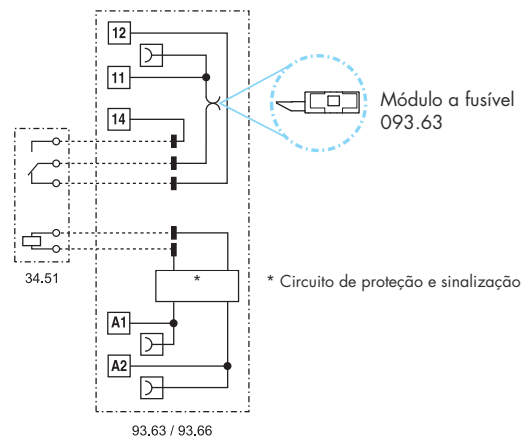 12
11
14
Módulo a fusível
093.63
34.51
*
* Circuito de proteção e sinalização
A1
A2
93.63 / 93.66